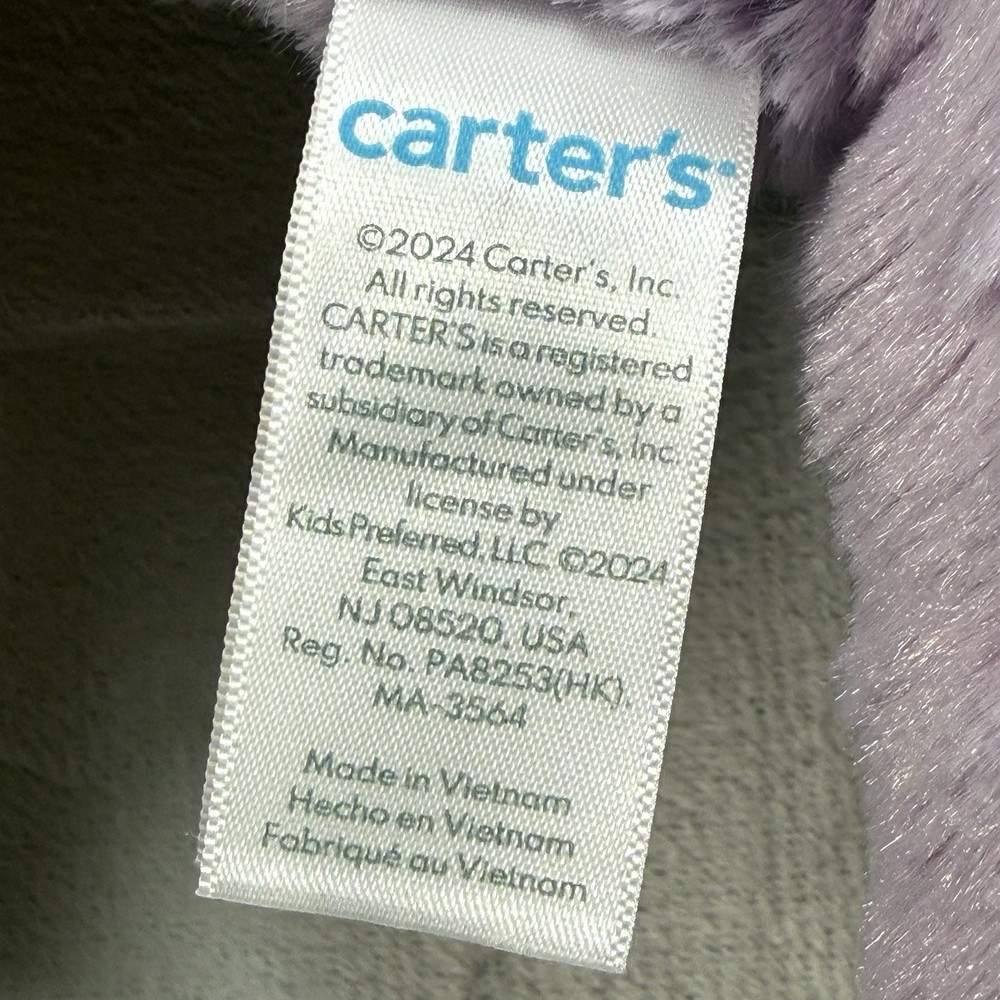 carter's
©2024 Carter's, Inc.
All rights reserved.
CARTER'S is a registered
trademark owned by a
subsidiary of Carter's, Inc.
Manufactured under
license by
Kids Preferred, LLC. ©2024
East Windsor,
NJ 08520, USA
Reg. No. PA8253(HK)
MA-3564
Made in Vietnam
Hecho en Vietnam
Fabriqué au Vietnam